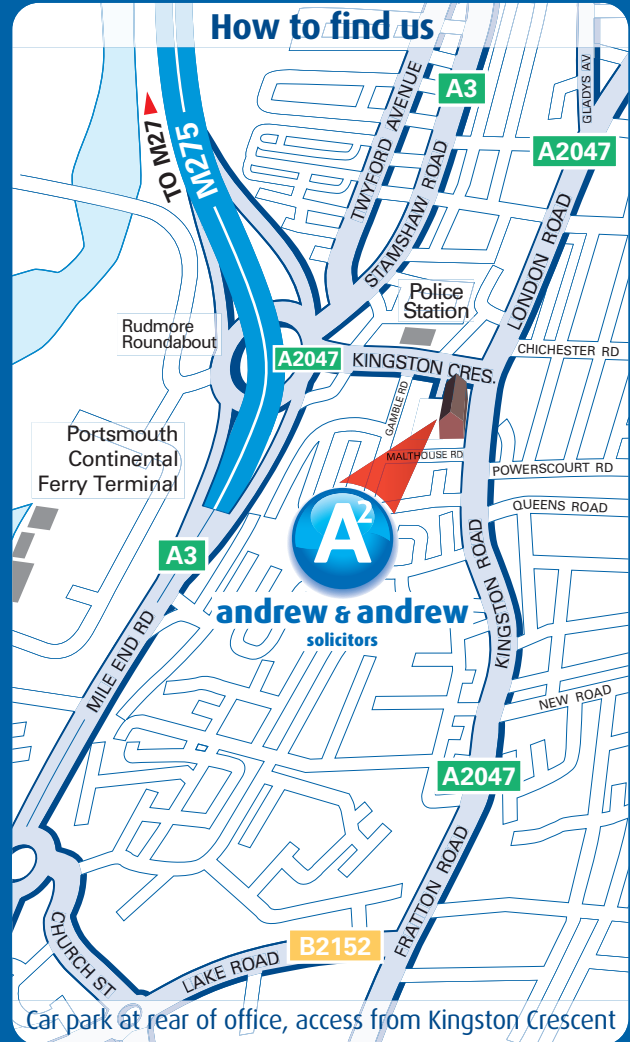 How to find us
A3
GLADYS AV
TWYFORD AVENUE
TO M27
M275
A2047
STAMSHAW ROAD
LONDON ROAD
Police
Station
Rudmore
Roundabout
A2047
KINGSTON CRES.
CHICHESTER RD
GAMBLE RD
Portsmouth
Continental
Ferry Terminal
MALTHOUSE RD
POWERSCOURT RD
QUEENS ROAD
A2
A3
andrew & andrew
solicitors
KINGSTON ROAD
MILE END RD
NEW ROAD
A2047
FRATTON ROAD
CHURCH ST
LAKE ROAD
B2152
Car park at rear of office, access from Kingston Crescent